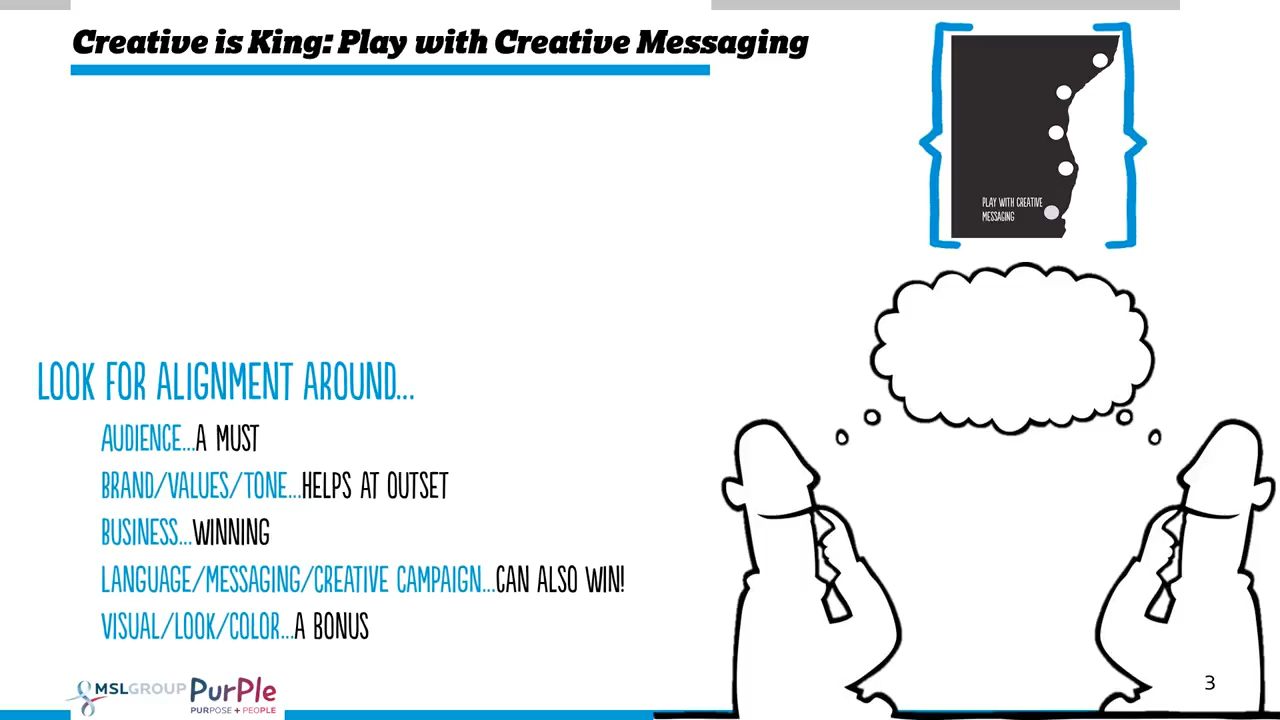 Creative is King: Play with Creative Messaging
PLAY WITH CREATIVE
MESSAGING
LOOK FOR ALIGNMENT AROUND...
AUDIENCE...A MUST
BRAND/VALUES/TONE...HELPS AT OUTSET
BUSINESS...WINNING
LANGUAGE/MESSAGING/CREATIVE CAMPAIGN...CAN ALSO WIN!
VISUAL/LOOK/COLOR...A BONUS
MSLGROUP PurPle
PURPOSE + PEOPLE
3